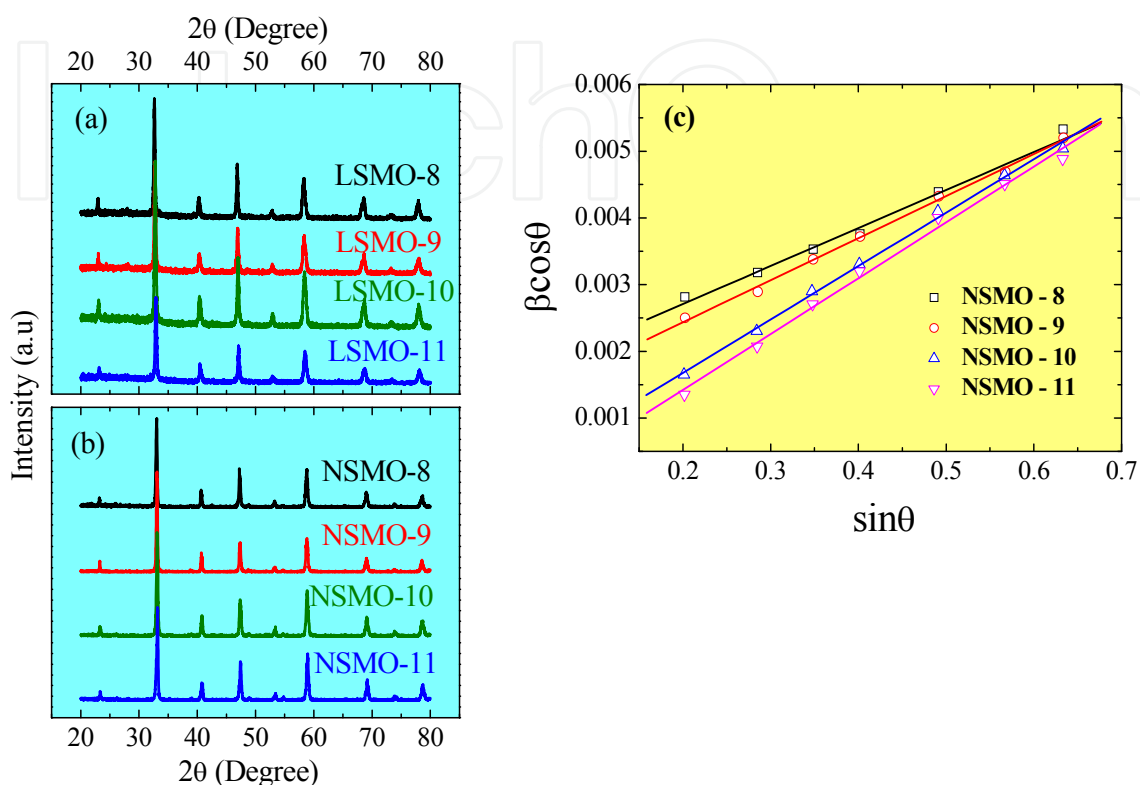 2θ (Degree)
20 30 40 50 60 70 80
(a)
LSMO-8
LSMO-9
LSMO-10
LSMO-11
Intensity (a.u)
(b)
NSMO-8
NSMO-9
NSMO-10
NSMO-11
20 30 40 50 60 70 80
2θ (Degree)
(c)
0.006
0.005
0.004
0.003
0.002
0.001
βcosθ
NSMO - 8
NSMO - 9
NSMO - 10
NSMO - 11
0.2 0.3 0.4 0.5 0.6 0.7
sinθ